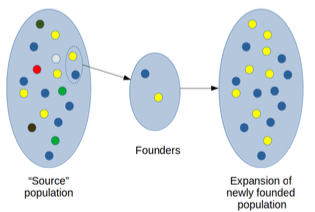 Founders
"Source"
population
Expansion of
newly founded
population